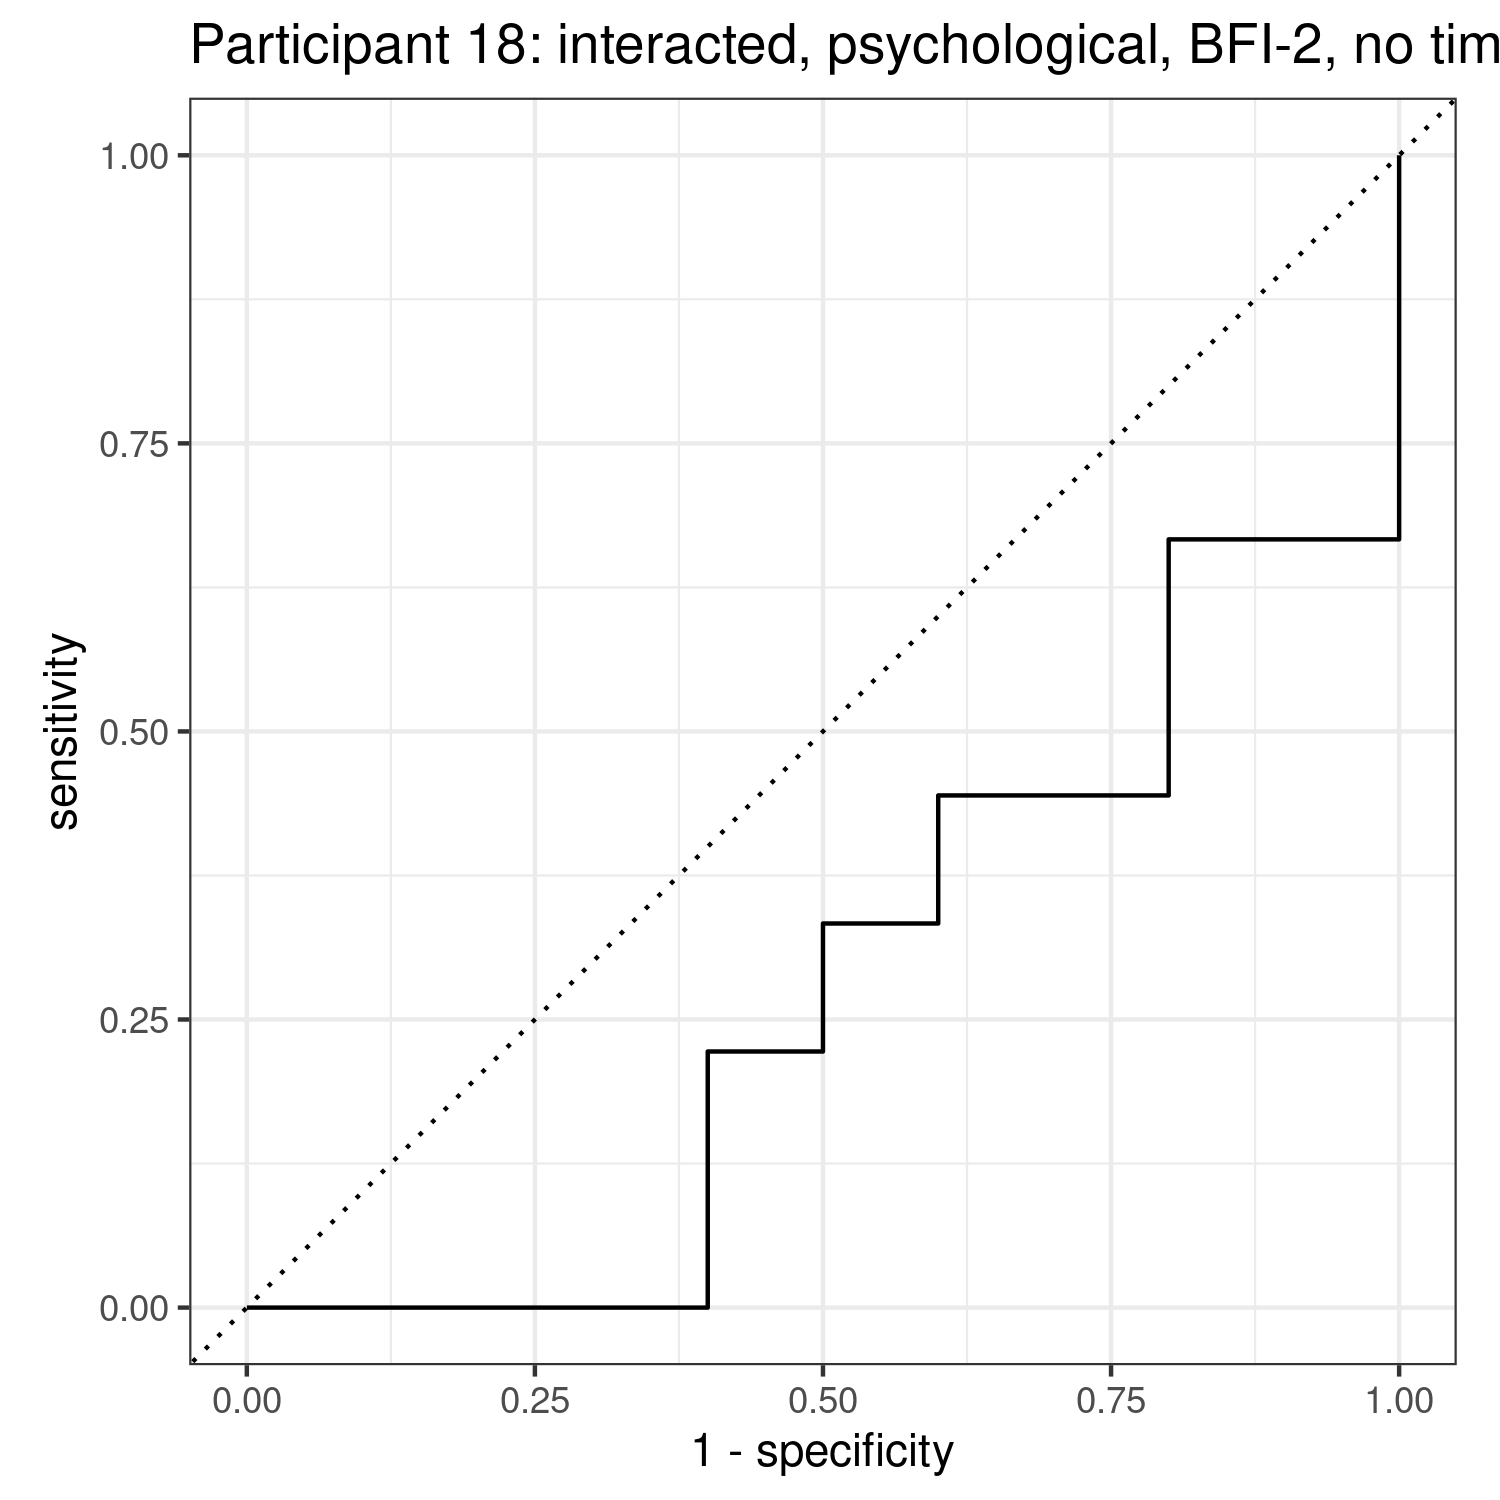 Participant 18: interacted, psychological, BFI-2, no tim
1.00
0.75
0.50
0.25
0.00
sensitivity
0.00 0.25 0.50 0.75 1.00
1 - specificity